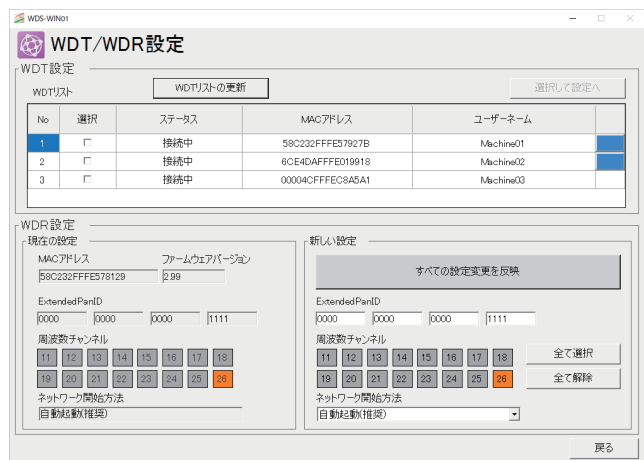 WDS-WIN01
WDT/WDR設定
WDT設定
WDTリスト
WDTリストの更新
選択して設定へ
No 選択 ステータス MACアドレス ユーザーネーム
1 接続中 58C232FFFE57927B Machine01
2 接続中 6CE4DAFFFE019918 Machine02
3 接続中 00004CFFFEC8A5A1 Machine03
WDR設定
現在の設定
MACアドレス ファームウェアバージョン
58C232FFFE578129 2.99
ExtendedPanID
0000 0000 0000 1111
周波数チャンネル
11 12 13 14 15 16 17 18
19 20 21 22 23 24 25 26
ネットワーク開始方法
自動起動(推奨)
新しい設定
すべての設定変更を反映
ExtendedPanID
0000 0000 0000 1111
周波数チャンネル
11 12 13 14 15 16 17 18 全て選択
19 20 21 22 23 24 25 26 全て解除
ネットワーク開始方法
自動起動(推奨)
戻る